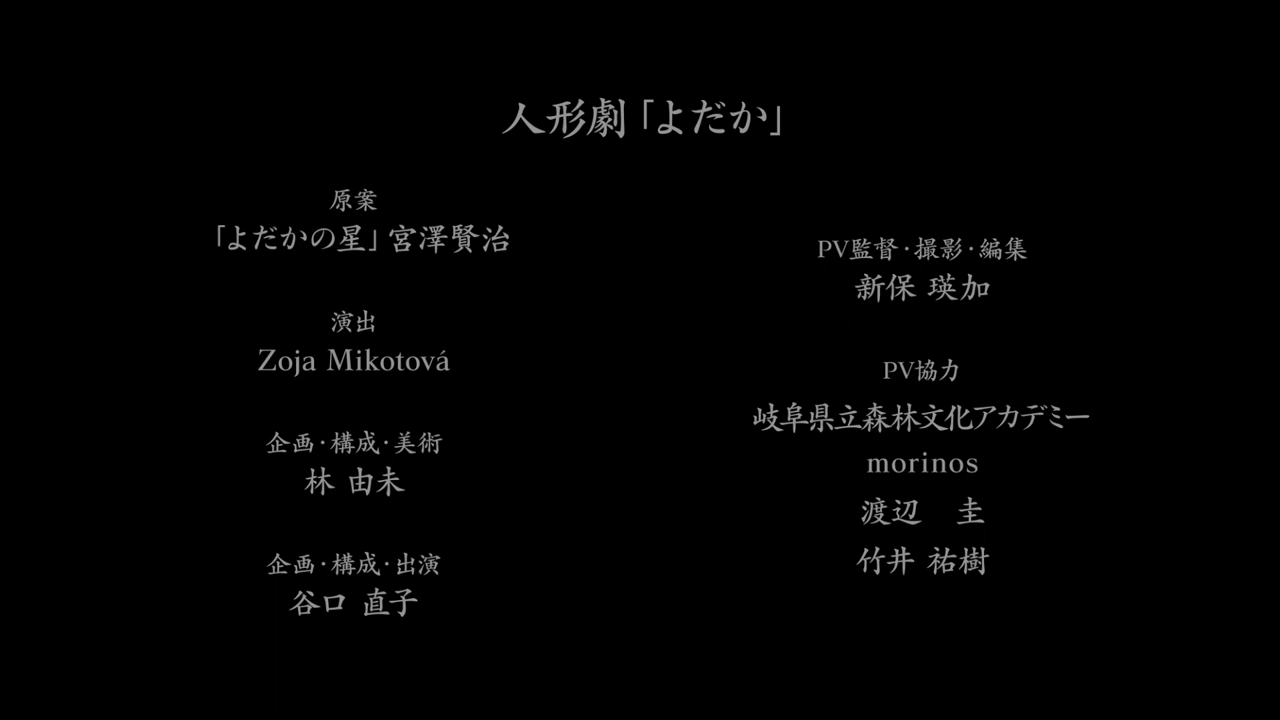 人形劇「よだか」
原案
「よだかの星」宮澤賢治
演出
Zoja Mikotová
企画・構成・美術
林 由未
企画・構成・出演
谷口 直子
PV監督・撮影・編集
新保 瑛加
PV協力
岐阜県立森林文化アカデミー
morinos
渡辺　圭
竹井 祐樹